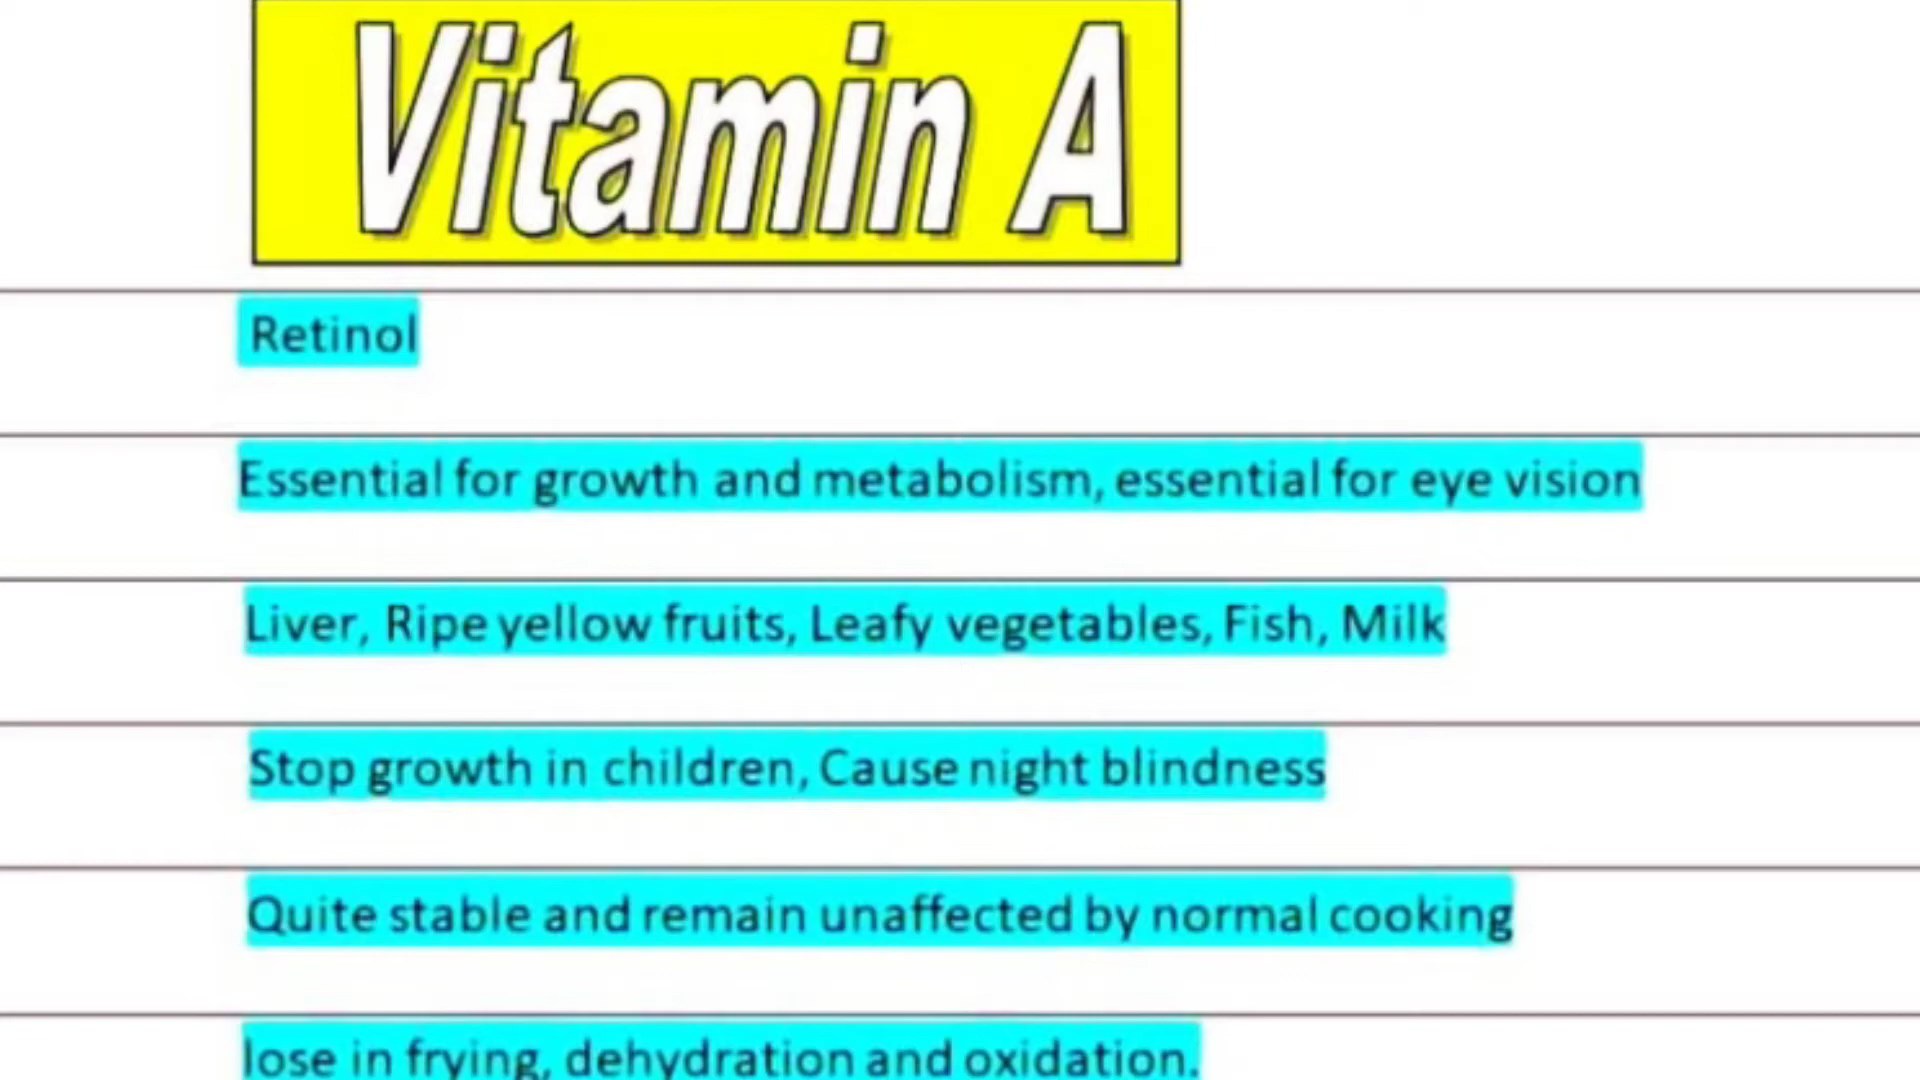 Vitamin A
Retinol
Essential for growth and metabolism, essential for eye vision
Liver, Ripe yellow fruits, Leafy vegetables, Fish, Milk
Stop growth in children, Cause night blindness
Quite stable and remain unaffected by normal cooking
lose in frying, dehydration and oxidation.